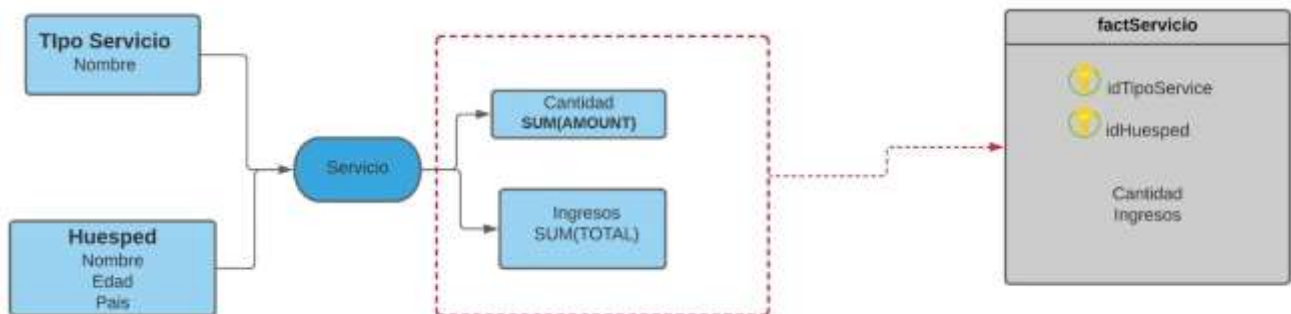 TIpo Servicio
Nombre
Huesped
Nombre
Edad
Pais
Servicio
Cantidad
SUM(AMOUNT)
Ingresos
SUM(TOTAL)
factServicio
idTipoService
idHuesped
Cantidad
Ingresos